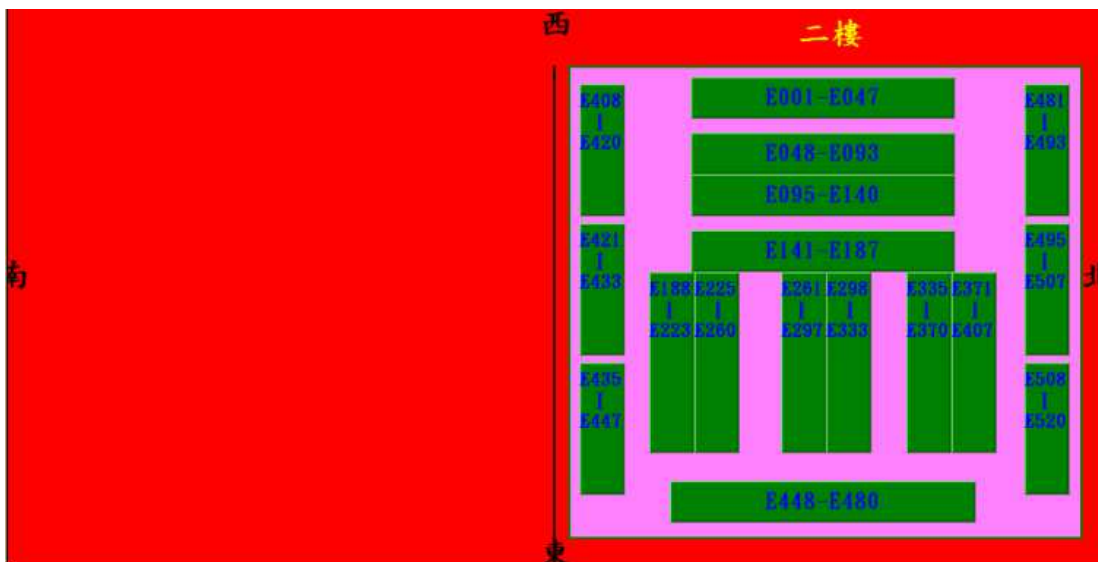 西
二樓
E001-E047
E408
|
E420
E481
|
E493
E048-E093
E095-E140
E421
|
E433
E141-E187
E495
|
E507
南
北
E188
|
E223
E225
|
E260
E261
|
E297
E298
|
E333
E335
|
E370
E371
|
E407
E435
|
E447
E508
|
E520
E448-E480
東